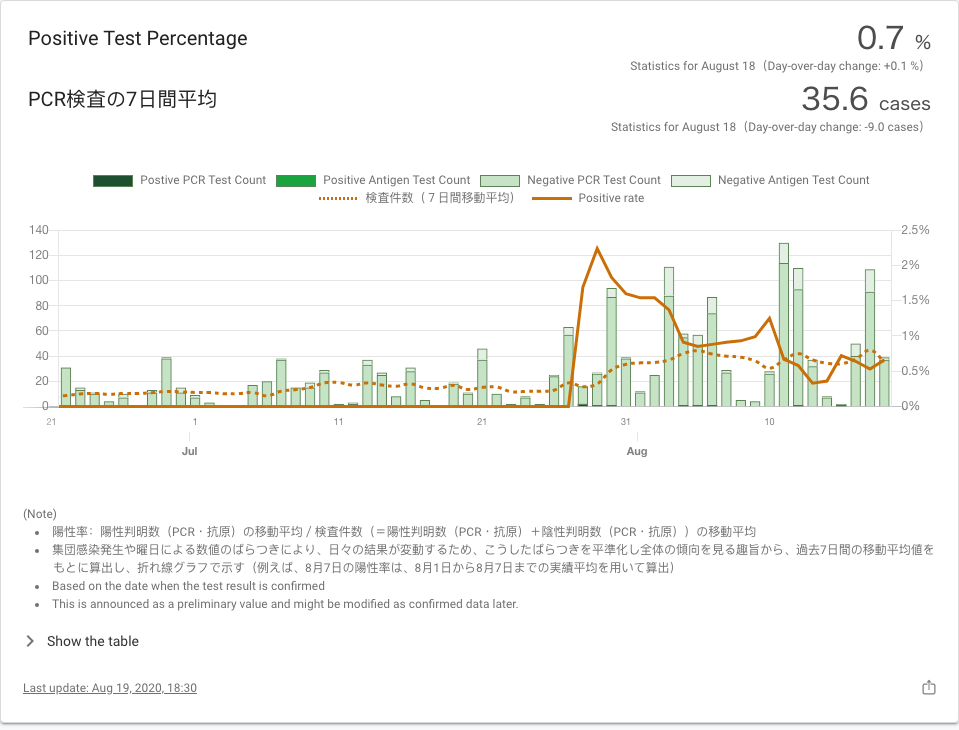 Positive Test Percentage
0.7 %
Statistics for August 18（Day-over-day change: +0.1 %）
PCR検査の7日間平均
35.6 cases
Statistics for August 18（Day-over-day change: -9.0 cases）
Postive PCR Test Count Positive Antigen Test Count Negative PCR Test Count Negative Antigen Test Count
検査件数（７日間移動平均） Positive rate
140 2.5%
120 2%
100 1.5%
80
60 1%
40 0.5%
20
0 0%
21 1 11 21 31 10
Jul Aug
(Note)
• 陽性率：陽性判明数（PCR・抗原）の移動平均 / 検査件数（＝陽性判明数（PCR・抗原）＋陰性判明数（PCR・抗原））の移動平均
• 集団感染発生や曜日による数値のばらつきにより、日々の結果が変動するため、こうしたばらつきを平準化し全体の傾向を見る趣旨から、過去7日間の移動平均値を
もとに算出し、折れ線グラフで示す（例えば、8月7日の陽性率は、8月1日から8月7日までの実績平均を用いて算出）
• Based on the date when the test result is confirmed
• This is announced as a preliminary value and might be modified as confirmed data later.
Show the table
Last update: Aug 19, 2020, 18:30